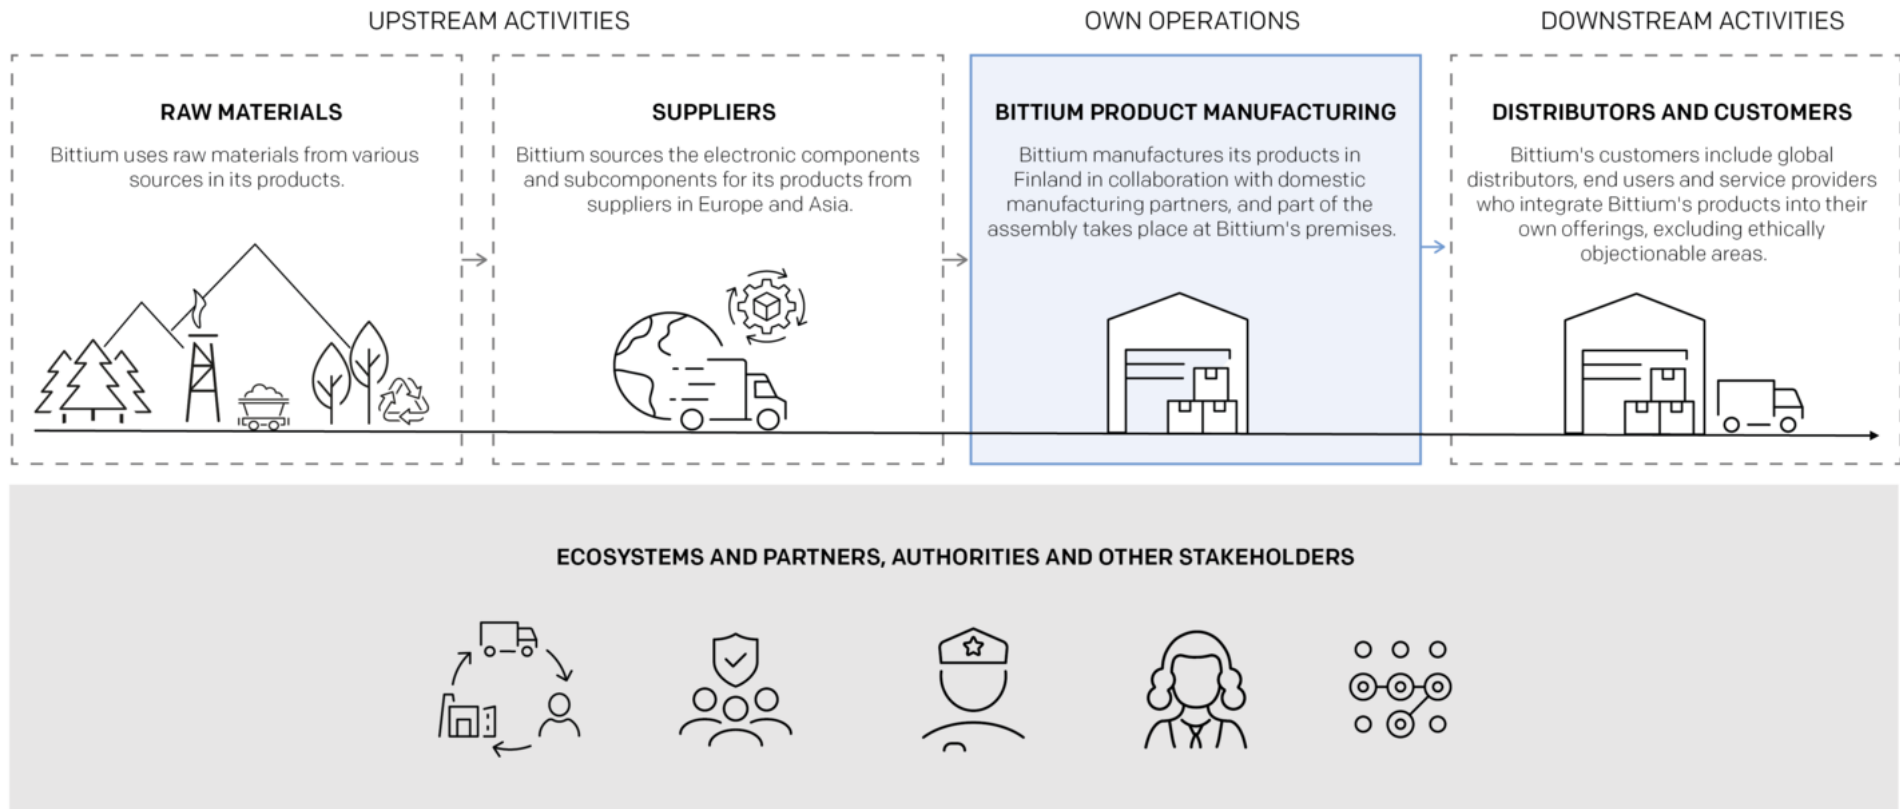 UPSTREAM ACTIVITIES
OWN OPERATIONS
DOWNSTREAM ACTIVITIES
RAW MATERIALS
Bittium uses raw materials from various
sources in its products.
SUPPLIERS
Bittium sources the electronic components
and subcomponents for its products from
suppliers in Europe and Asia.
BITTIUM PRODUCT MANUFACTURING
Bittium manufactures its products in
Finland in collaboration with domestic
manufacturing partners, and part of the
assembly takes place at Bittium's premises.
DISTRIBUTORS AND CUSTOMERS
Bittium's customers include global
distributors, end users and service providers
who integrate Bittium's products into their
own offerings, excluding ethically
objectionable areas.
ECOSYSTEMS AND PARTNERS, AUTHORITIES AND OTHER STAKEHOLDERS